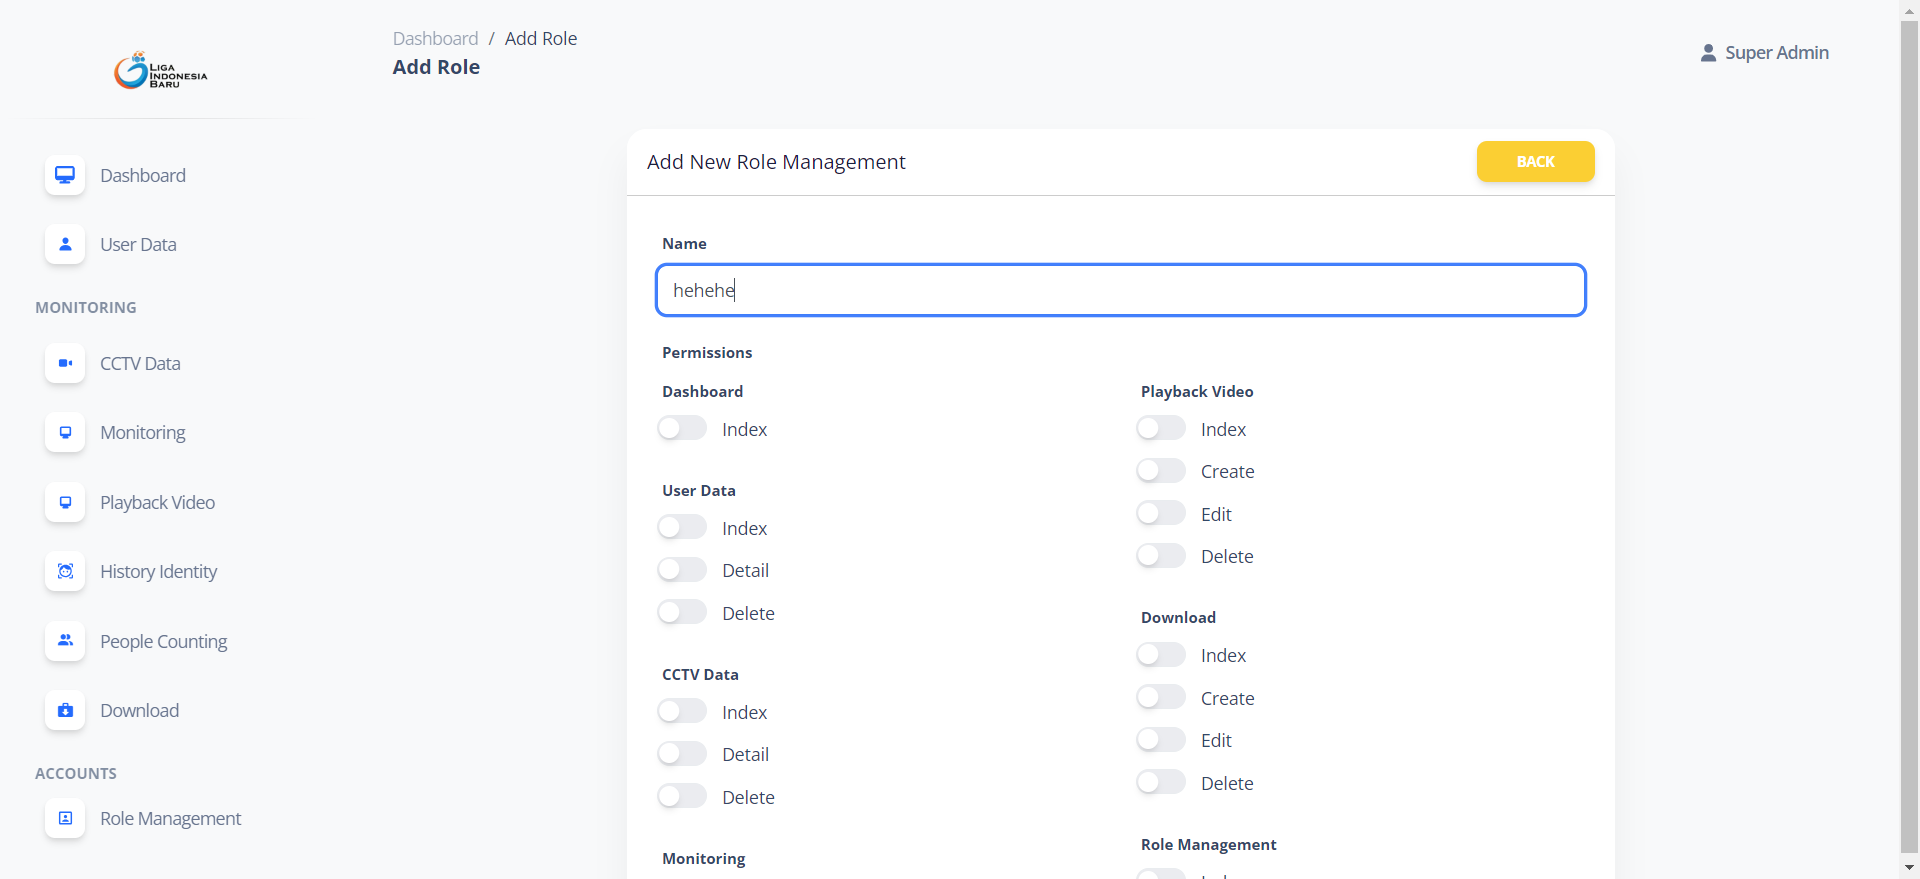 LIGA
INDONESIA
BARU
Dashboard
User Data
MONITORING
CCTV Data
Monitoring
Playback Video
History Identity
People Counting
Download
ACCOUNTS
Role Management
Dashboard / Add Role
Add Role
Super Admin
Add New Role Management
BACK
Name
hehehe
Permissions
Dashboard
Index
User Data
Index
Detail
Delete
CCTV Data
Index
Detail
Delete
Monitoring
Playback Video
Index
Create
Edit
Delete
Download
Index
Create
Edit
Delete
Role Management